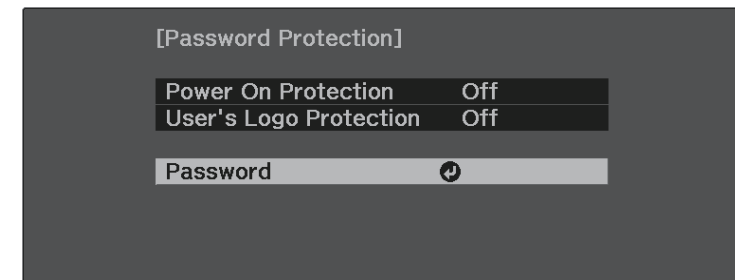 [Password Protection]
Power On Protection Off
User's Logo Protection Off
Password